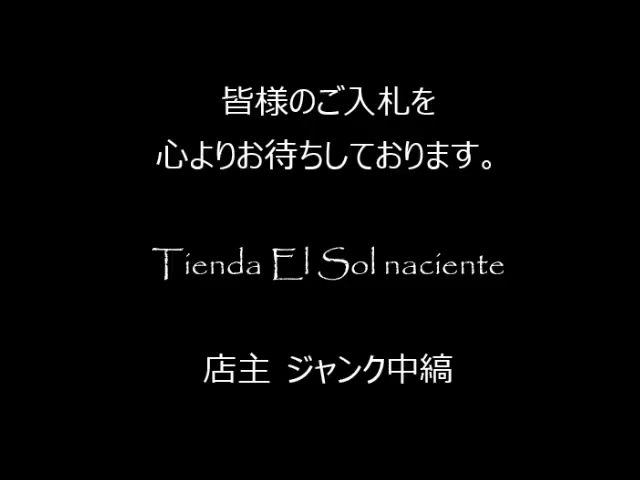 皆様のご入札を
心よりお待ちしております。
Tienda El Sol naciente
店主 ジャンク中縞